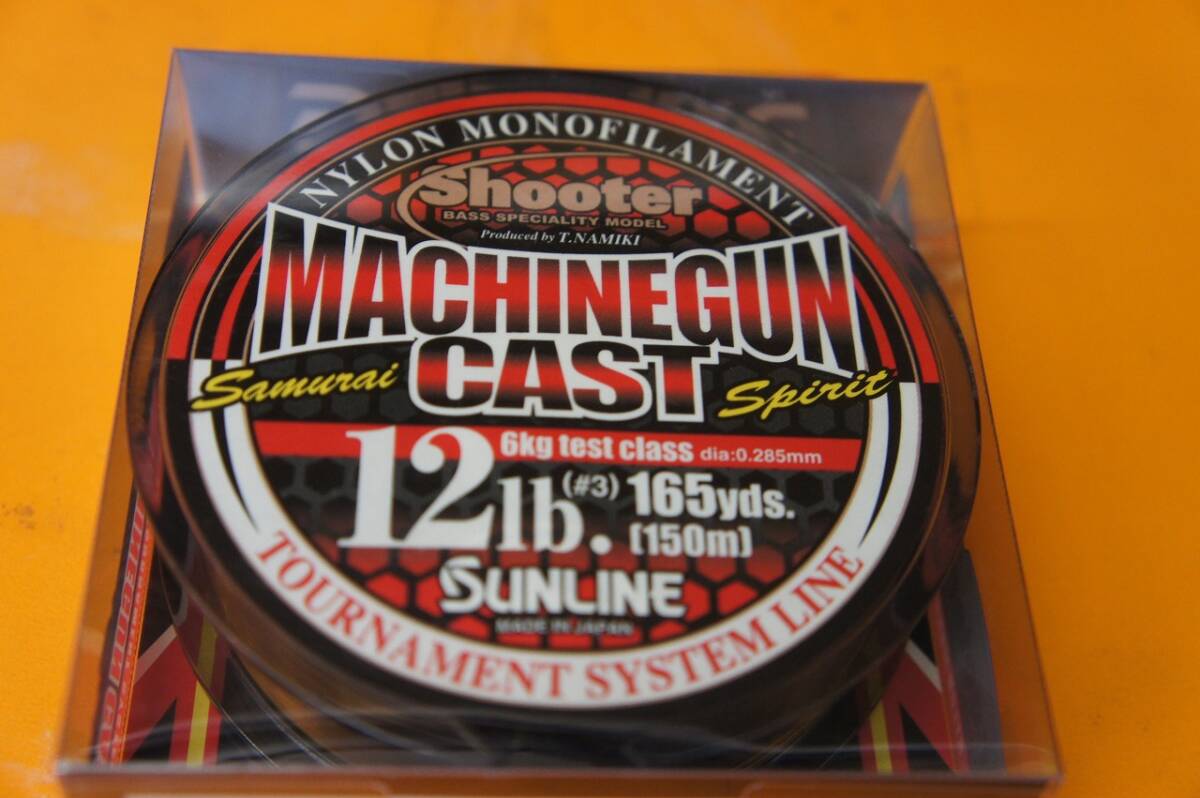 NYLON MONOFILAMENT
Shooter
BASS SPECIALITY MODEL
Produced by T.NAMIKI
MACHINEGUN
CAST
Samurai Spirit
6kg test class dia:0.285mm
12lb. (#3) 165yds.
(150m)
SUNLINE
MADE IN JAPAN
TOURNAMENT SYSTEM LINE